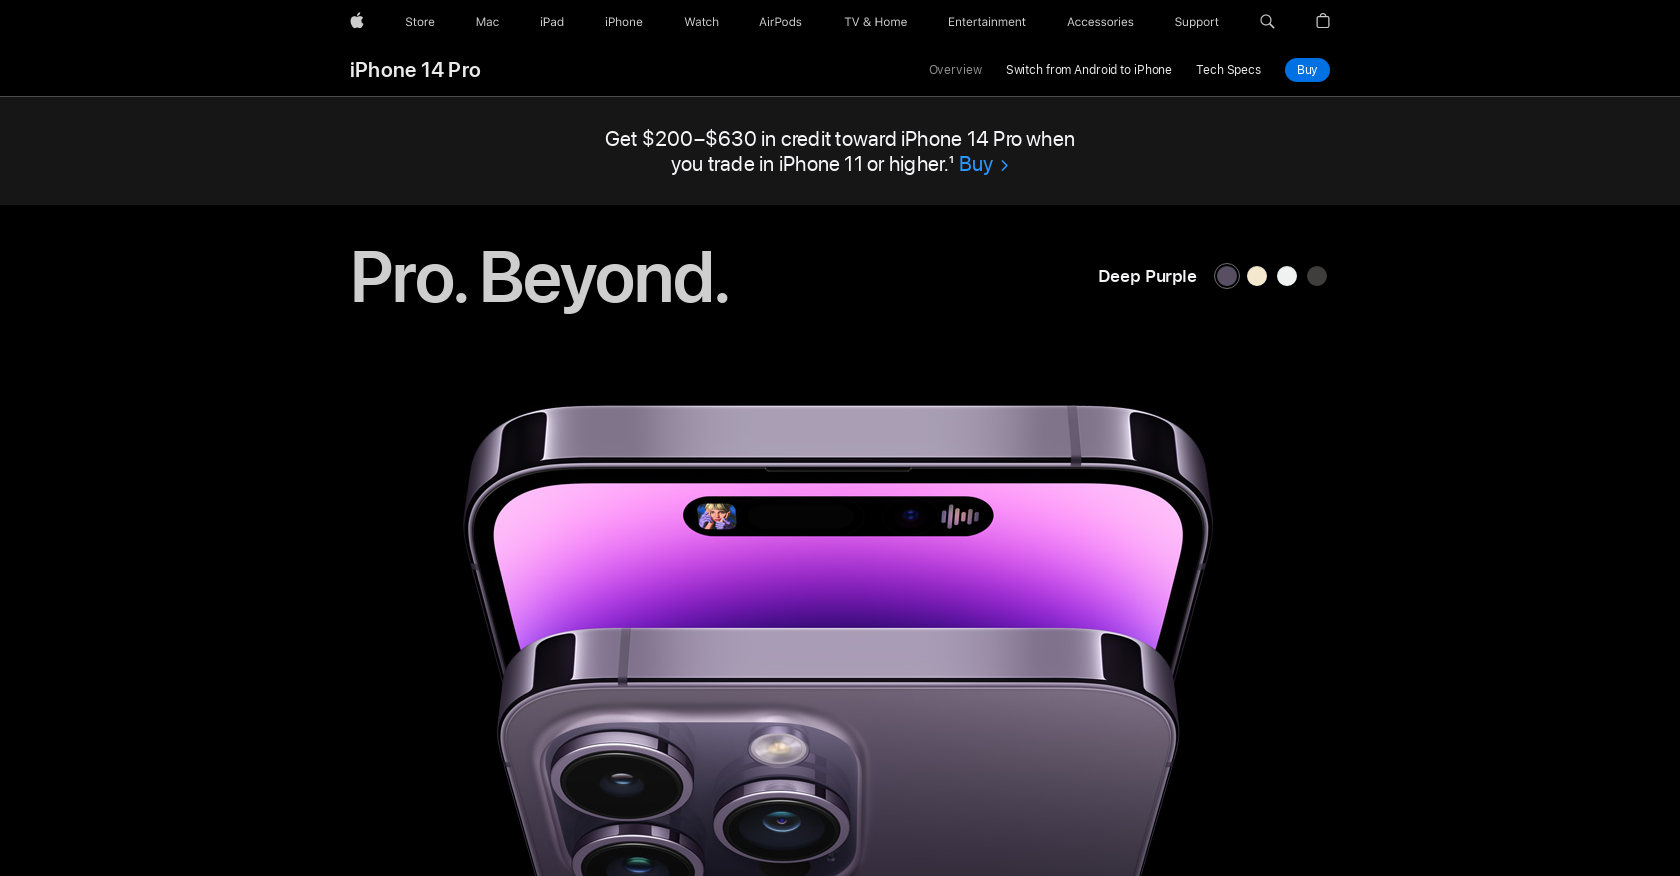 Store Mac iPad iPhone Watch AirPods TV & Home Entertainment Accessories Support
iPhone 14 Pro
Overview Switch from Android to iPhone Tech Specs Buy
Get $200–$630 in credit toward iPhone 14 Pro when
you trade in iPhone 11 or higher.¹ Buy >
Pro. Beyond.
Deep Purple